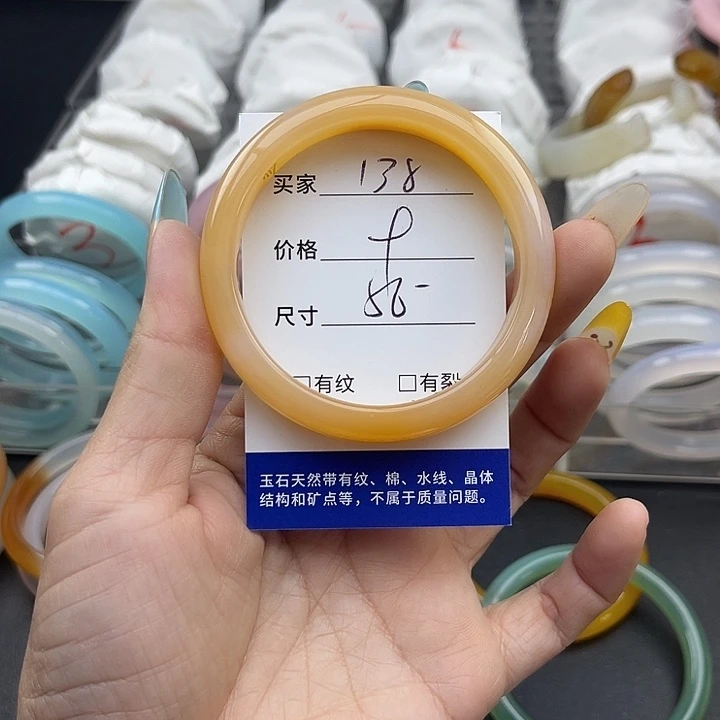 买家 138
价格
尺寸 56-
□有纹 □有裂
玉石天然带有纹、棉、水线、晶体
结构和矿点等，不属于质量问题。